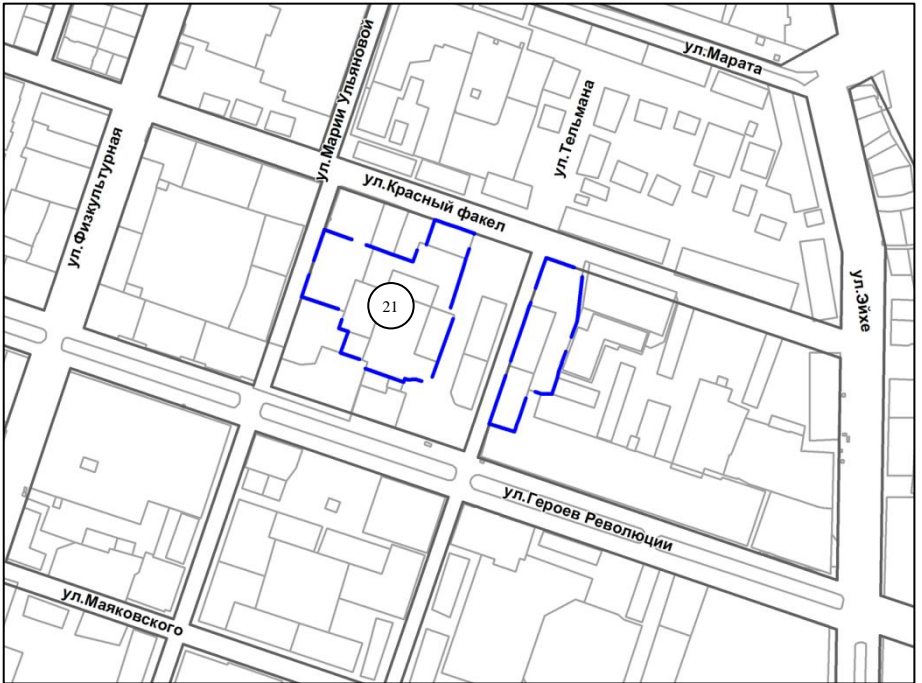 ул.Марата
ул.Марии Ульяновой
ул.Тельмана
ул.Физкультурная
ул.Красный факел
ул.Эйхе
21
ул.Героев Революции
ул.Маяковского